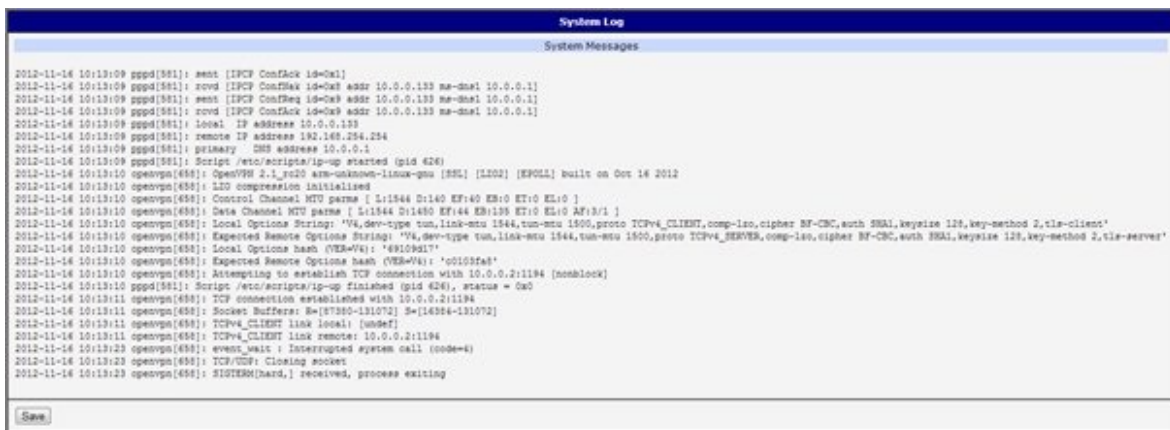 System Log
System Messages
2012-11-16 10:13:09 pppd[581]: sent [IPCP ConfAck id=0x1]
2012-11-16 10:13:09 pppd[581]: rcvd [IPCP ConfNak id=0x8 addr 10.0.0.133 ms-dns1 10.0.0.1]
2012-11-16 10:13:09 pppd[581]: sent [IPCP ConfReq id=0x9 addr 10.0.0.133 ms-dns1 10.0.0.1]
2012-11-16 10:13:09 pppd[581]: rcvd [IPCP ConfAck id=0x9 addr 10.0.0.133 ms-dns1 10.0.0.1]
2012-11-16 10:13:09 pppd[581]: local IP address 10.0.0.133
2012-11-16 10:13:09 pppd[581]: remote IP address 192.168.254.254
2012-11-16 10:13:09 pppd[581]: primary DNS address 10.0.0.1
2012-11-16 10:13:09 pppd[581]: Script /etc/scripts/ip-up started (pid 626)
2012-11-16 10:13:10 openvpn[658]: OpenVPN 2.1_rc20 arm-unknown-linux-gnu [SSL] [LZO2] [EPOLL] built on Oct 16 2012
2012-11-16 10:13:10 openvpn[658]: LZO compression initialised
2012-11-16 10:13:10 openvpn[658]: Control Channel MTU parms [ L:1544 D:140 EF:40 EB:0 ET:0 EL:0 ]
2012-11-16 10:13:10 openvpn[658]: Data Channel MTU parms [ L:1544 D:1450 EF:44 EB:135 ET:0 EL:0 AF:3/1 ]
2012-11-16 10:13:10 openvpn[658]: Local Options String: 'V4,dev-type tun,link-mtu 1544,tun-mtu 1500,proto TCPv4_CLIENT,comp-lzo,cipher BF-CBC,auth SHA1,keysize 128,key-method 2,tls-client'
2012-11-16 10:13:10 openvpn[658]: Expected Remote Options String: 'V4,dev-type tun,link-mtu 1544,tun-mtu 1500,proto TCPv4_SERVER,comp-lzo,cipher BF-CBC,auth SHA1,keysize 128,key-method 2,tls-server'
2012-11-16 10:13:10 openvpn[658]: Local Options hash (VER=V4): '69109d17'
2012-11-16 10:13:10 openvpn[658]: Expected Remote Options hash (VER=V4): 'c0103fa8'
2012-11-16 10:13:10 openvpn[658]: Attempting to establish TCP connection with 10.0.0.2:1194 [nonblock]
2012-11-16 10:13:10 pppd[581]: Script /etc/scripts/ip-up finished (pid 626), status = 0x0
2012-11-16 10:13:11 openvpn[658]: TCP connection established with 10.0.0.2:1194
2012-11-16 10:13:11 openvpn[658]: Socket Buffers: R=[87380-131072] S=[16384-131072]
2012-11-16 10:13:11 openvpn[658]: TCPv4_CLIENT link local: [undef]
2012-11-16 10:13:11 openvpn[658]: TCPv4_CLIENT link remote: 10.0.0.2:1194
2012-11-16 10:13:23 openvpn[658]: event_wait : Interrupted system call (code=4)
2012-11-16 10:13:23 openvpn[658]: TCP/UDP: Closing socket
2012-11-16 10:13:23 openvpn[658]: SIGTERM[hard,] received, process exiting
Save